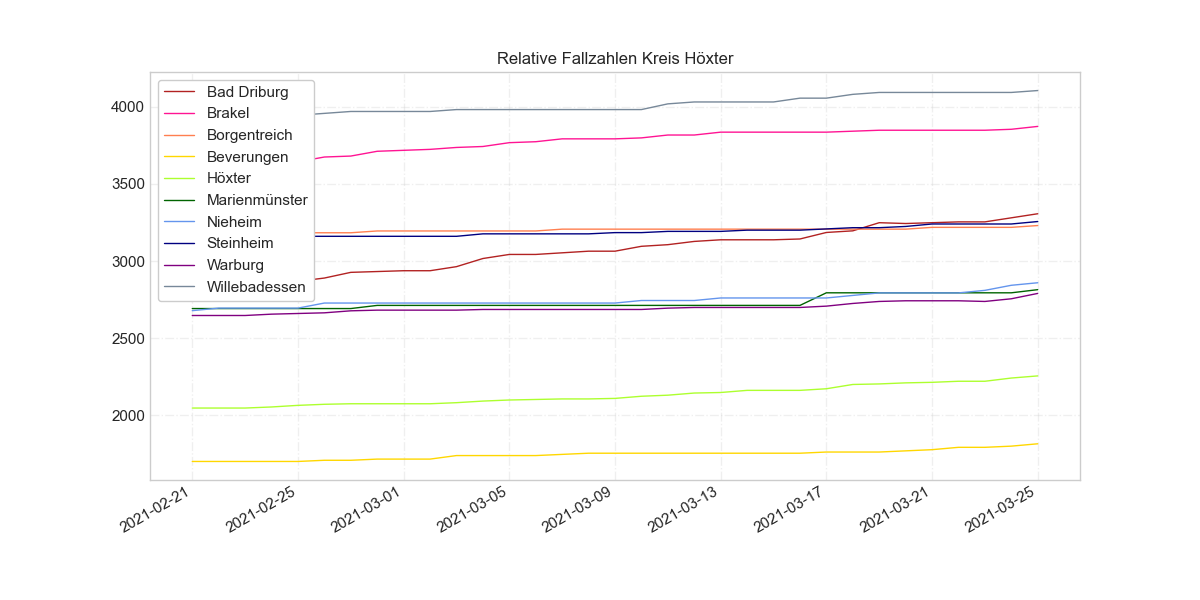 Relative Fallzahlen Kreis Höxter
Bad Driburg
Brakel
Borgentreich
Beverungen
Höxter
Marienmünster
Nieheim
Steinheim
Warburg
Willebadessen
4000
3500
3000
2500
2000
2021-02-21
2021-02-25
2021-03-01
2021-03-05
2021-03-09
2021-03-13
2021-03-17
2021-03-21
2021-03-25